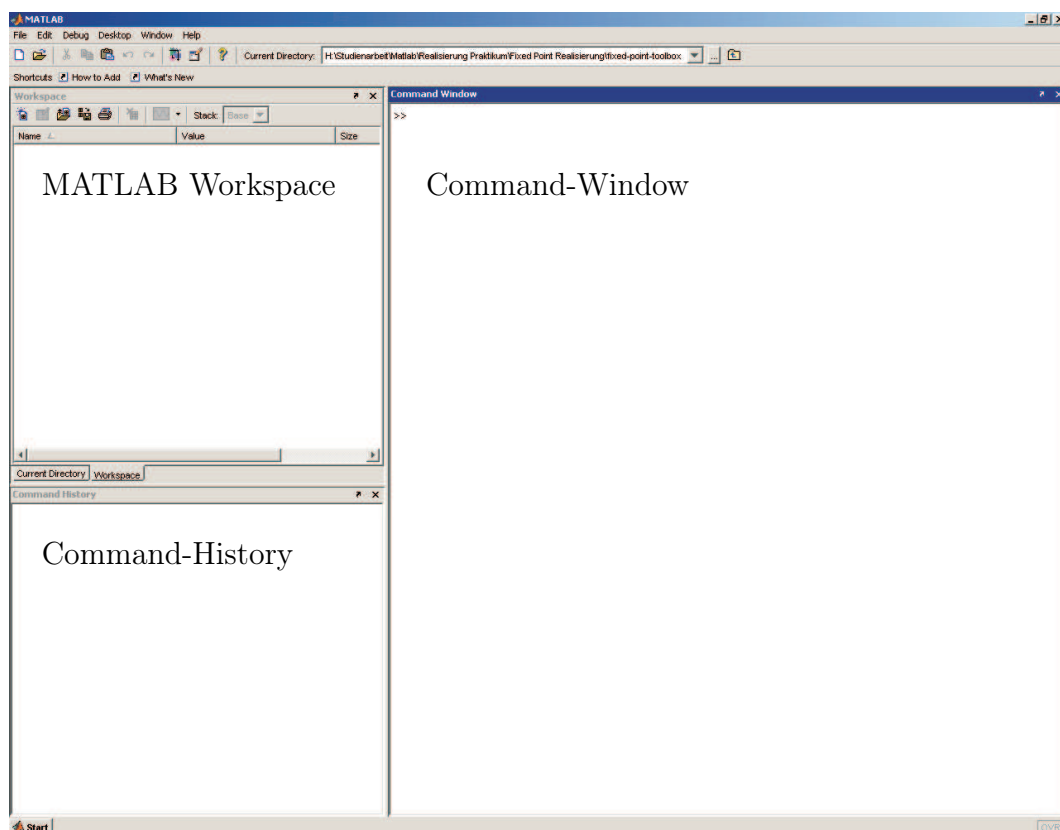 MATLAB
File Edit Debug Desktop Window Help
Current Directory: H:\Studienarbeit\Matlab\Realisierung Praktikum\Fixed Point Realisierung\fixed-point-toolbox ...
Shortcuts How to Add What's New
Workspace
Stack: Base
Name Value Size
MATLAB Workspace
Current Directory Workspace
Command History
Command-History
Command Window
>>
Command-Window
Start
OVR